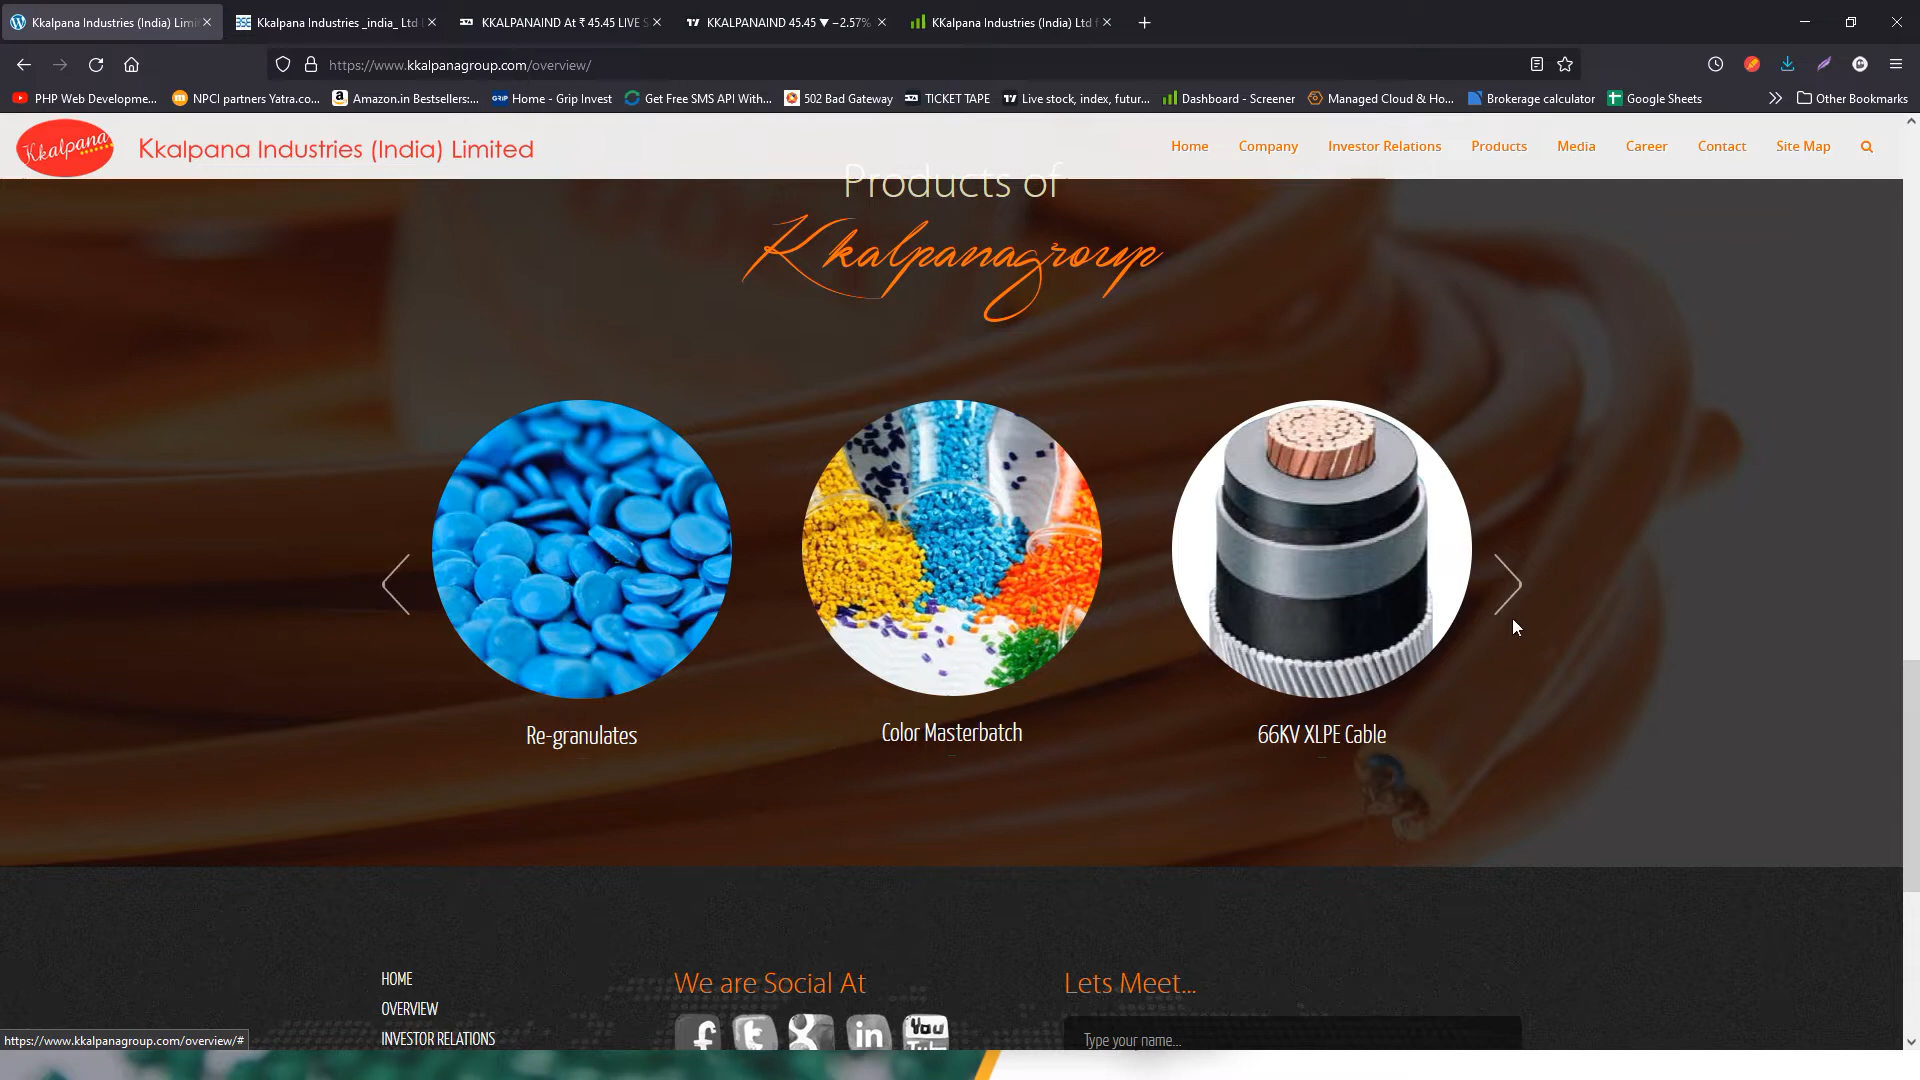 Kkalpana Industries (India) Limi
Kkalpana Industries _india_ Ltd
KKALPANAIND At ₹ 45.45 LIVE S
KKALPANAIND 45.45 ▼ −2.57%
KKalpana Industries (India) Ltd f
https://www.kkalpanagroup.com/overview/
PHP Web Developme...
NPCI partners Yatra.co...
Amazon.in Bestsellers:...
GRIP
Home - Grip Invest
Get Free SMS API With...
502 Bad Gateway
TICKET TAPE
Live stock, index, futur...
Dashboard - Screener
Managed Cloud & Ho...
Brokerage calculator
Google Sheets
Other Bookmarks
Kkalpana
Kkalpana Industries (India) Limited
Home
Company
Investor Relations
Products
Media
Career
Contact
Site Map
Products of
Kkalpanagroup
Re-granulates
Color Masterbatch
66KV XLPE Cable
HOME
OVERVIEW
INVESTOR RELATIONS
We are Social At
f t g in You Tube
Lets Meet...
Type your name...
https://www.kkalpanagroup.com/overview/#